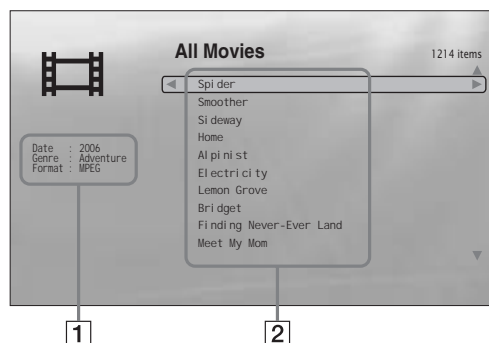 All Movies
1214 items
Spider
Smoother
Sideway
Home
Alpinist
Electricity
Lemon Grove
Bridget
Finding Never-Ever Land
Meet My Mom
Date : 2006
Genre : Adventure
Format : MPEG
1
2